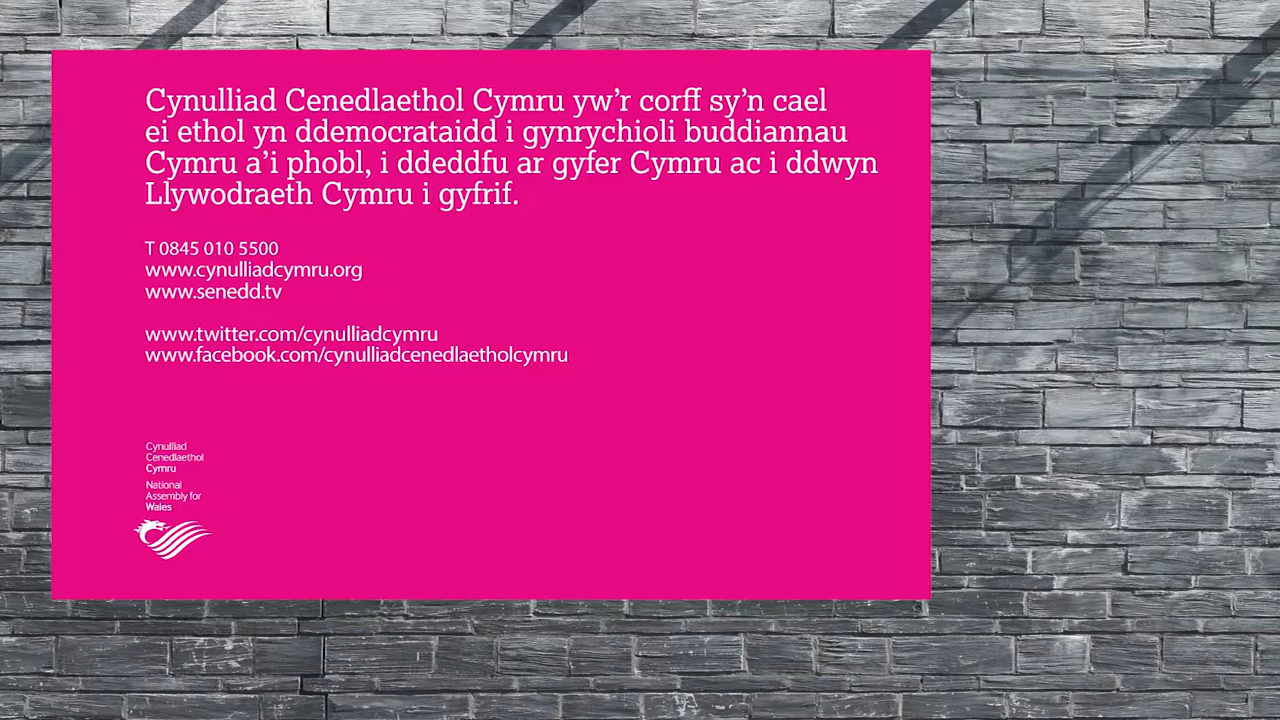 Cynulliad Cenedlaethol Cymru yw’r corff sy’n cael
ei ethol yn ddemocrataidd i gynrychioli buddiannau
Cymru a’i phobl, i ddeddfu ar gyfer Cymru ac i ddwyn
Llywodraeth Cymru i gyfrif.
T 0845 010 5500
www.cynulliadcymru.org
www.senedd.tv
www.twitter.com/cynulliadcymru
www.facebook.com/cynulliadcenedlaetholcymru
Cynulliad
Cenedlaethol
Cymru
National
Assembly for
Wales